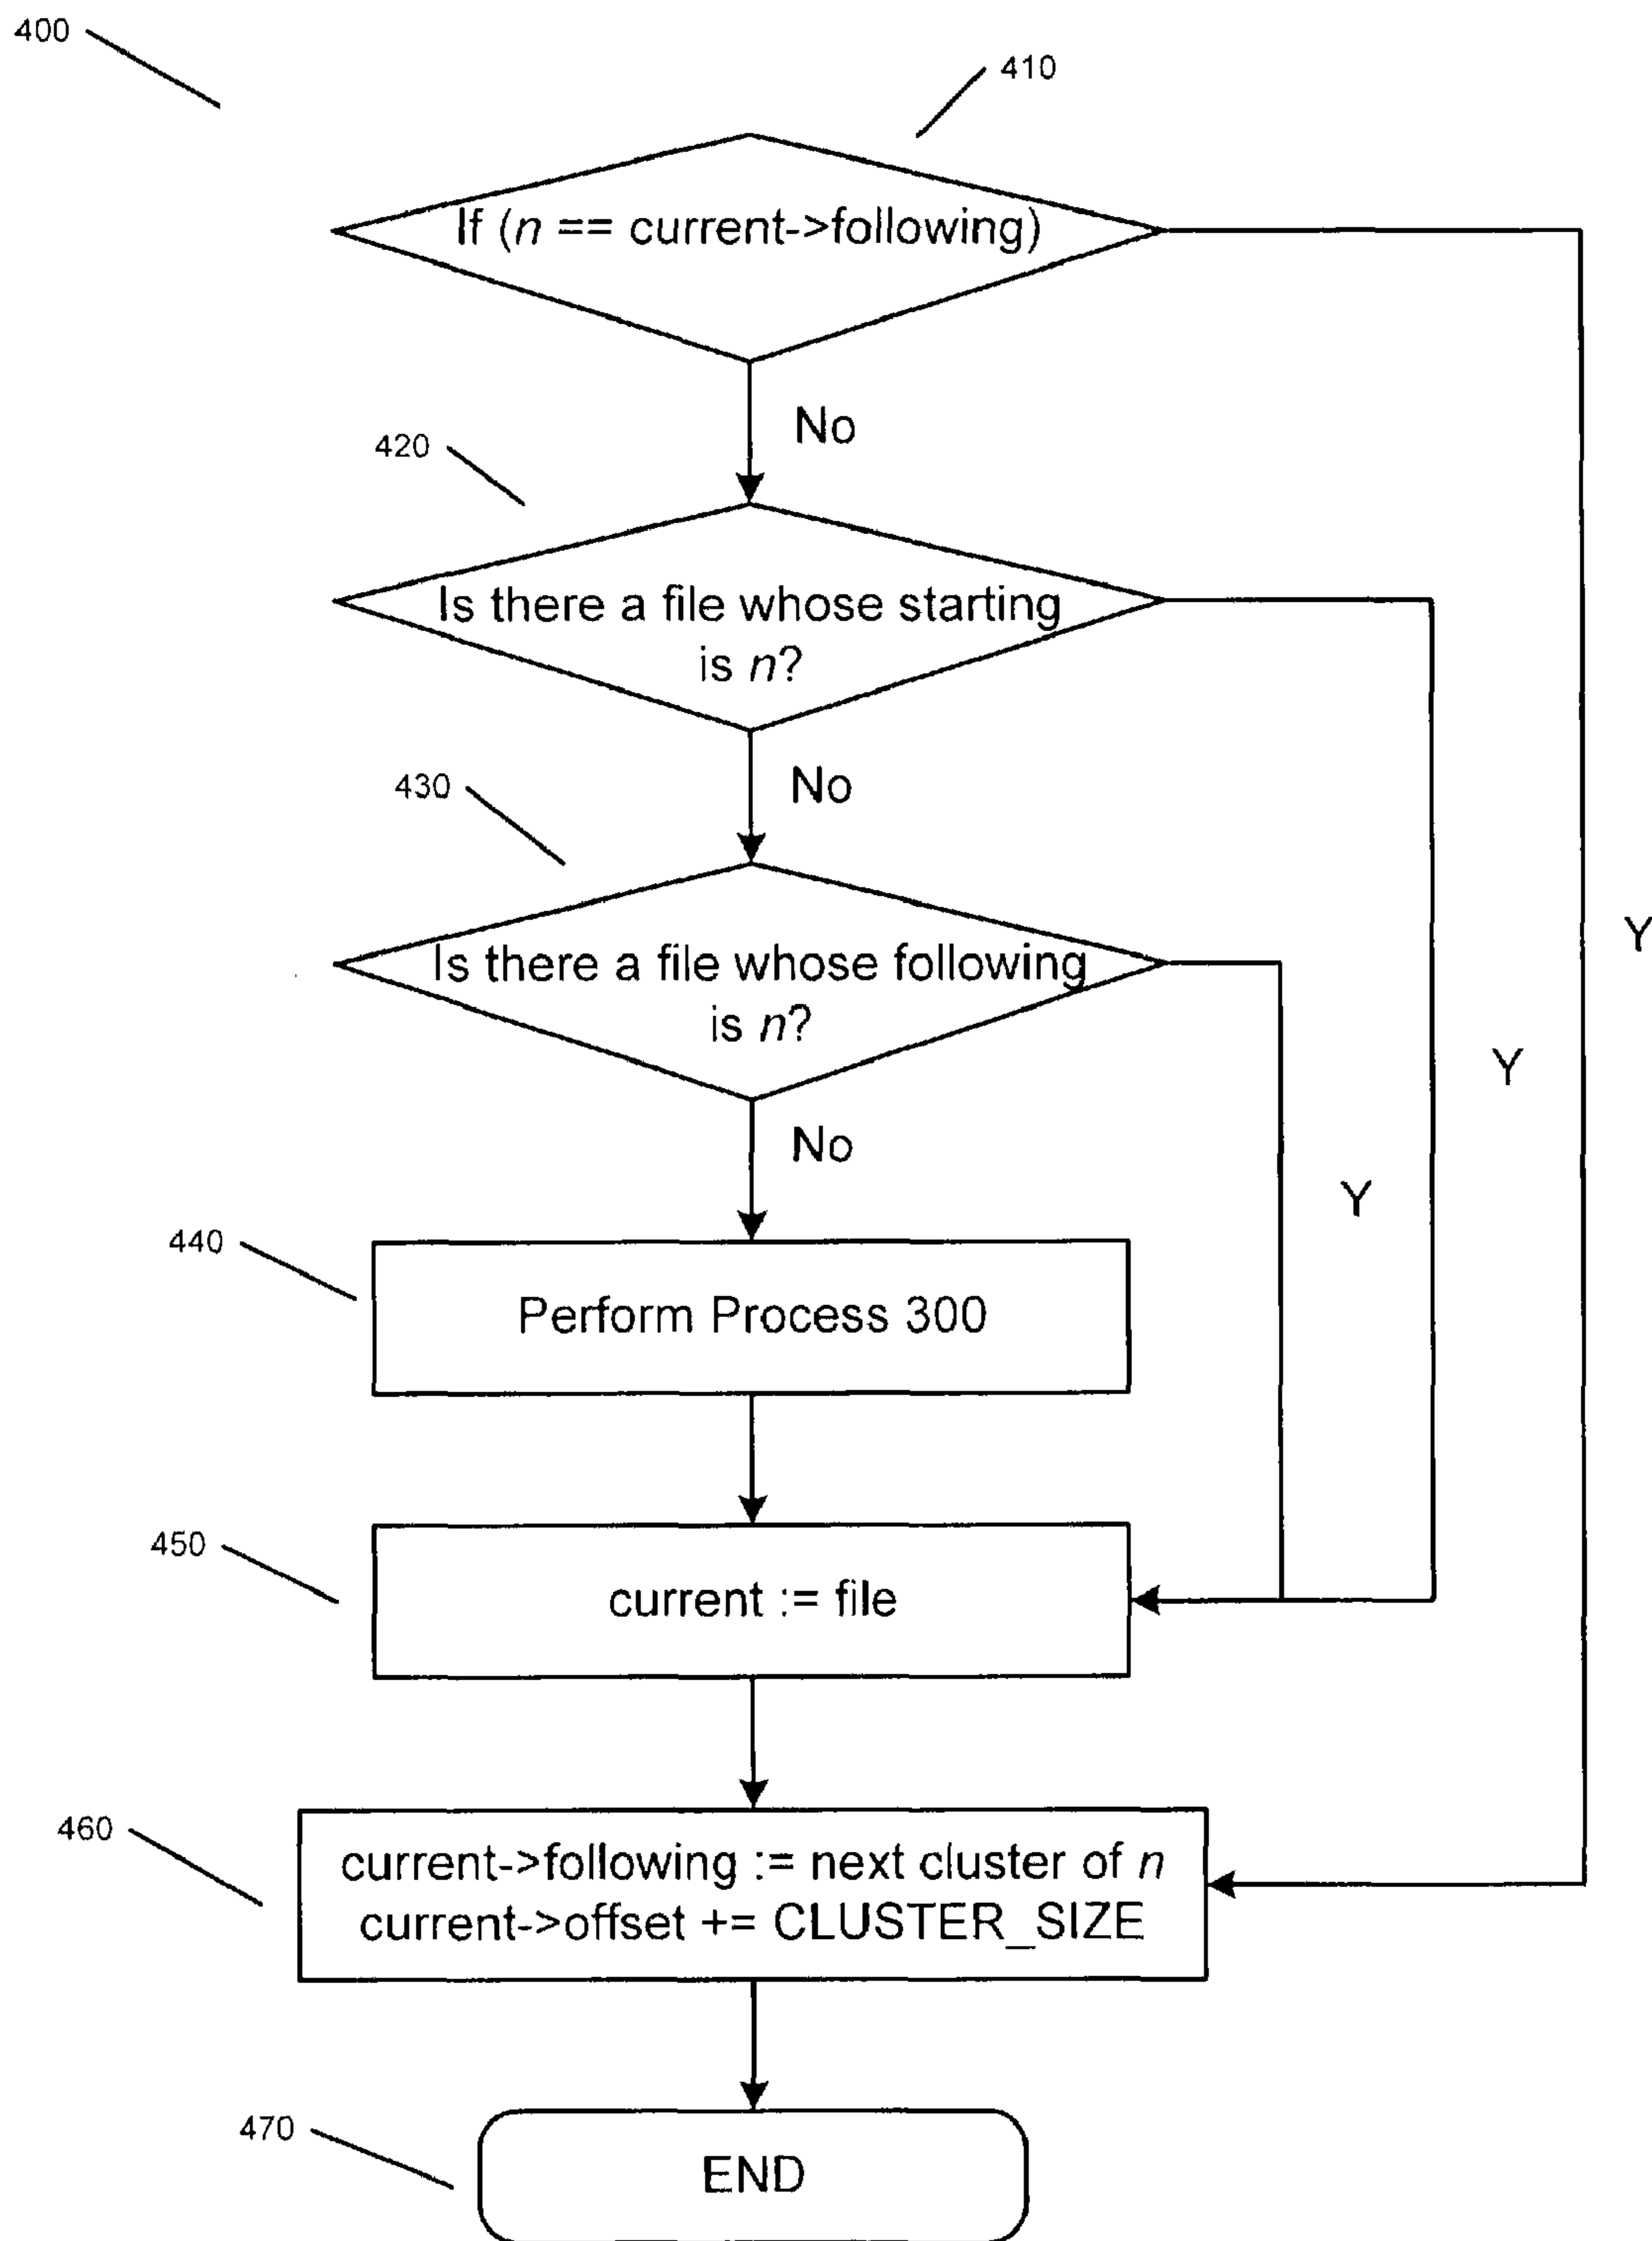 400
410
If (n == current->following)
No
420
Is there a file whose starting
is n?
No
430
Is there a file whose following
is n?
Y
Y
No
Y
440
Perform Process 300
450
current := file
460
current->following := next cluster of n
current->offset += CLUSTER_SIZE
470
END